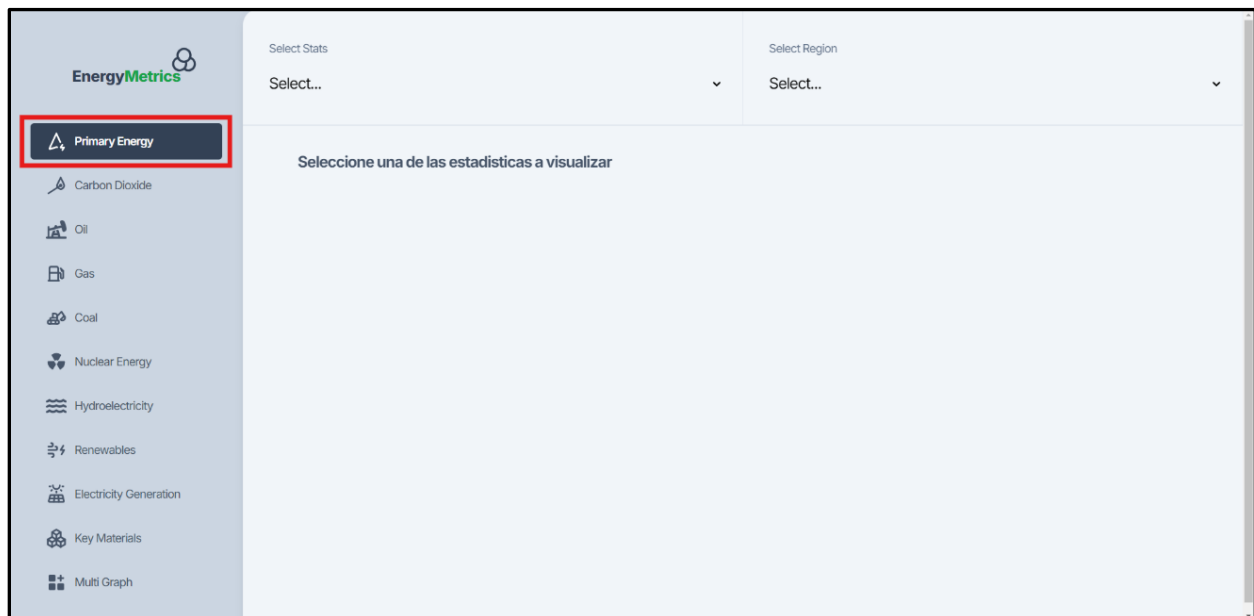 EnergyMetrics
Primary Energy
Carbon Dioxide
Oil
Gas
Coal
Nuclear Energy
Hydroelectricity
Renewables
Electricity Generation
Key Materials
Multi Graph
Select Stats
Select...
Select Region
Select...
Seleccione una de las estadisticas a visualizar